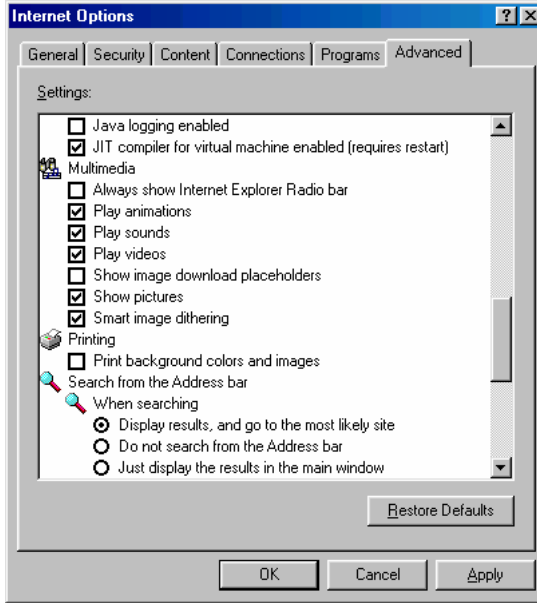 Internet Options
General Security Content Connections Programs Advanced
Settings:
Java logging enabled
JIT compiler for virtual machine enabled (requires restart)
Multimedia
Always show Internet Explorer Radio bar
Play animations
Play sounds
Play videos
Show image download placeholders
Show pictures
Smart image dithering
Printing
Print background colors and images
Search from the Address bar
When searching
Display results, and go to the most likely site
Do not search from the Address bar
Just display the results in the main window
Restore Defaults
OK Cancel Apply